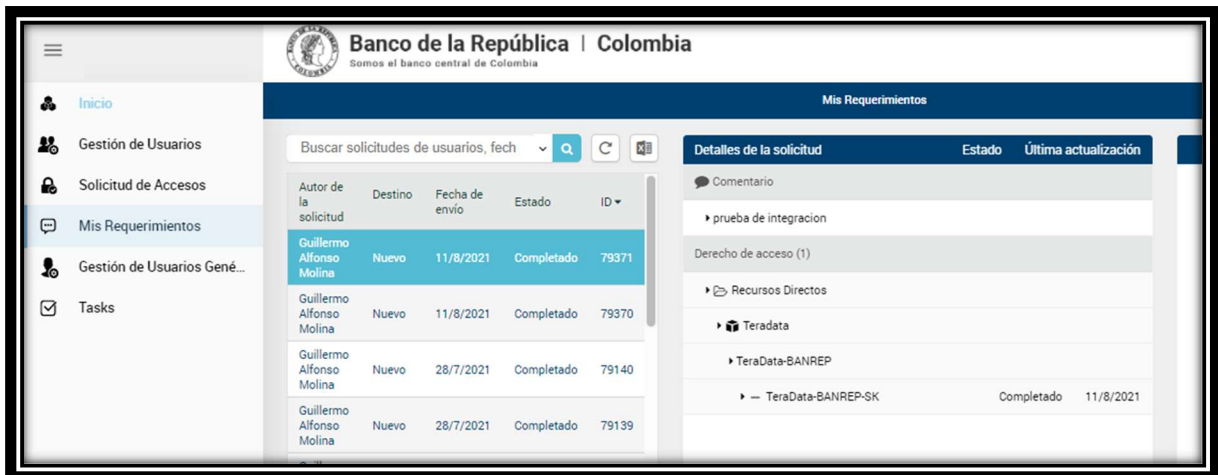 Banco de la República | Colombia
Somos el banco central de Colombia
Inicio
Gestión de Usuarios
Solicitud de Accesos
Mis Requerimientos
Gestión de Usuarios Gené...
Tasks
Mis Requerimientos
Buscar solicitudes de usuarios, fech
Autor de la solicitud Destino Fecha de envío Estado ID
Guillermo Alfonso Molina Nuevo 11/8/2021 Completado 79371
Guillermo Alfonso Molina Nuevo 11/8/2021 Completado 79370
Guillermo Alfonso Molina Nuevo 28/7/2021 Completado 79140
Guillermo Alfonso Molina Nuevo 28/7/2021 Completado 79139
Detalles de la solicitud Estado Última actualización
Comentario
prueba de integracion
Derecho de acceso (1)
Recursos Directos
Teradata
TeraData-BANREP
— TeraData-BANREP-SK Completado 11/8/2021